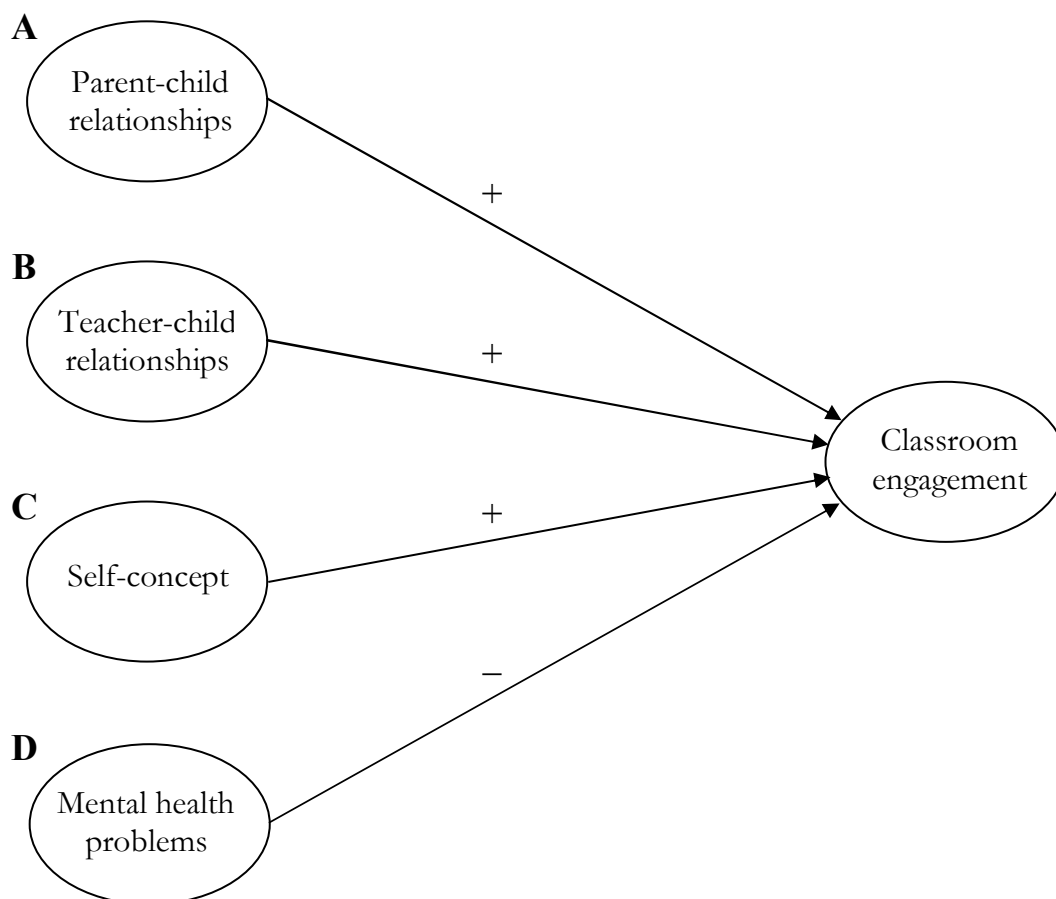 A
Parent-child
relationships
+
B
Teacher-child
relationships
+
Classroom
engagement
C
Self-concept
+
−
D
Mental health
problems